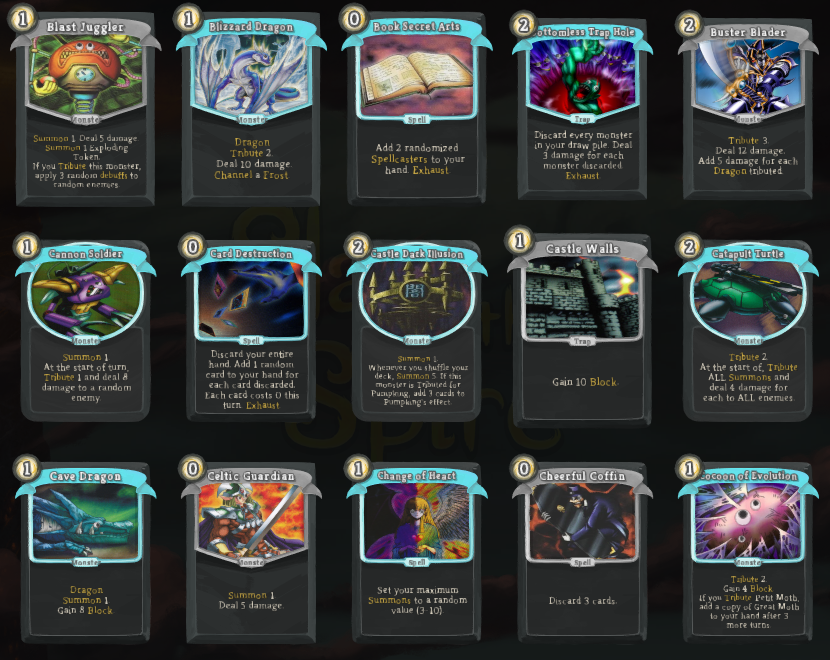 1
Blast Juggler
Monster
Summon 1. Deal 5 damage.
Summon 1 Exploding
Token.
If you Tribute this monster,
apply 3 random debuffs to
random enemies.
1
Blizzard Dragon
Monster
Dragon
Tribute 2.
Deal 10 damage.
Channel a Frost
0
Book Secret Arts
Spell
Add 2 randomized
Spellcasters to your
hand. Exhaust.
2
ottomless Trap Hole
Trap
Discard every monster
in your draw pile. Deal
3 damage for each
monster discarded
Exhaust.
2
Buster Blader
Monster
Tribute 3.
Deal 12 damage.
Add 5 damage for each
Dragon tributed.
1
Cannon Soldier
Monster
Summon 1
At the start of turn,
Tribute 1 and deal 8
damage to a random
enemy.
0
Card Destruction
Spell
Discard your entire
hand. Add 1 random
card to your hand for
each card discarded.
Each card costs 0 this
turn. Exhaust
2
astle Dark Illusion
Monster
Summon 1.
Whenever you shuffle your
deck, Summon 5. If this
monster is Tributed for
Pumpking, add 3 cards to
Pumpking's effect.
1
Castle Walls
Trap
Gain 10 Block.
2
Catapult Turtle
Monster
Tribute 2.
At the start of, Tribute
ALL Summons and
deal 4 damage for
each to ALL enemies.
1
Cave Dragon
Monster
Dragon
Summon 1
Gain 8 Block.
0
Celtic Guardian
Monster
Summon 1
Deal 5 damage.
1
Change of Heart
Spell
Set your maximum
Summons to a random
value (3-10).
0
Cheerful Coffin
Spell
Discard 3 cards.
1
ocoon of Evolution
Monster
Tribute 2
Gain 4 Block
If you Tribute Petit Moth,
add a copy of Great Moth
to your hand after 3
more turns.